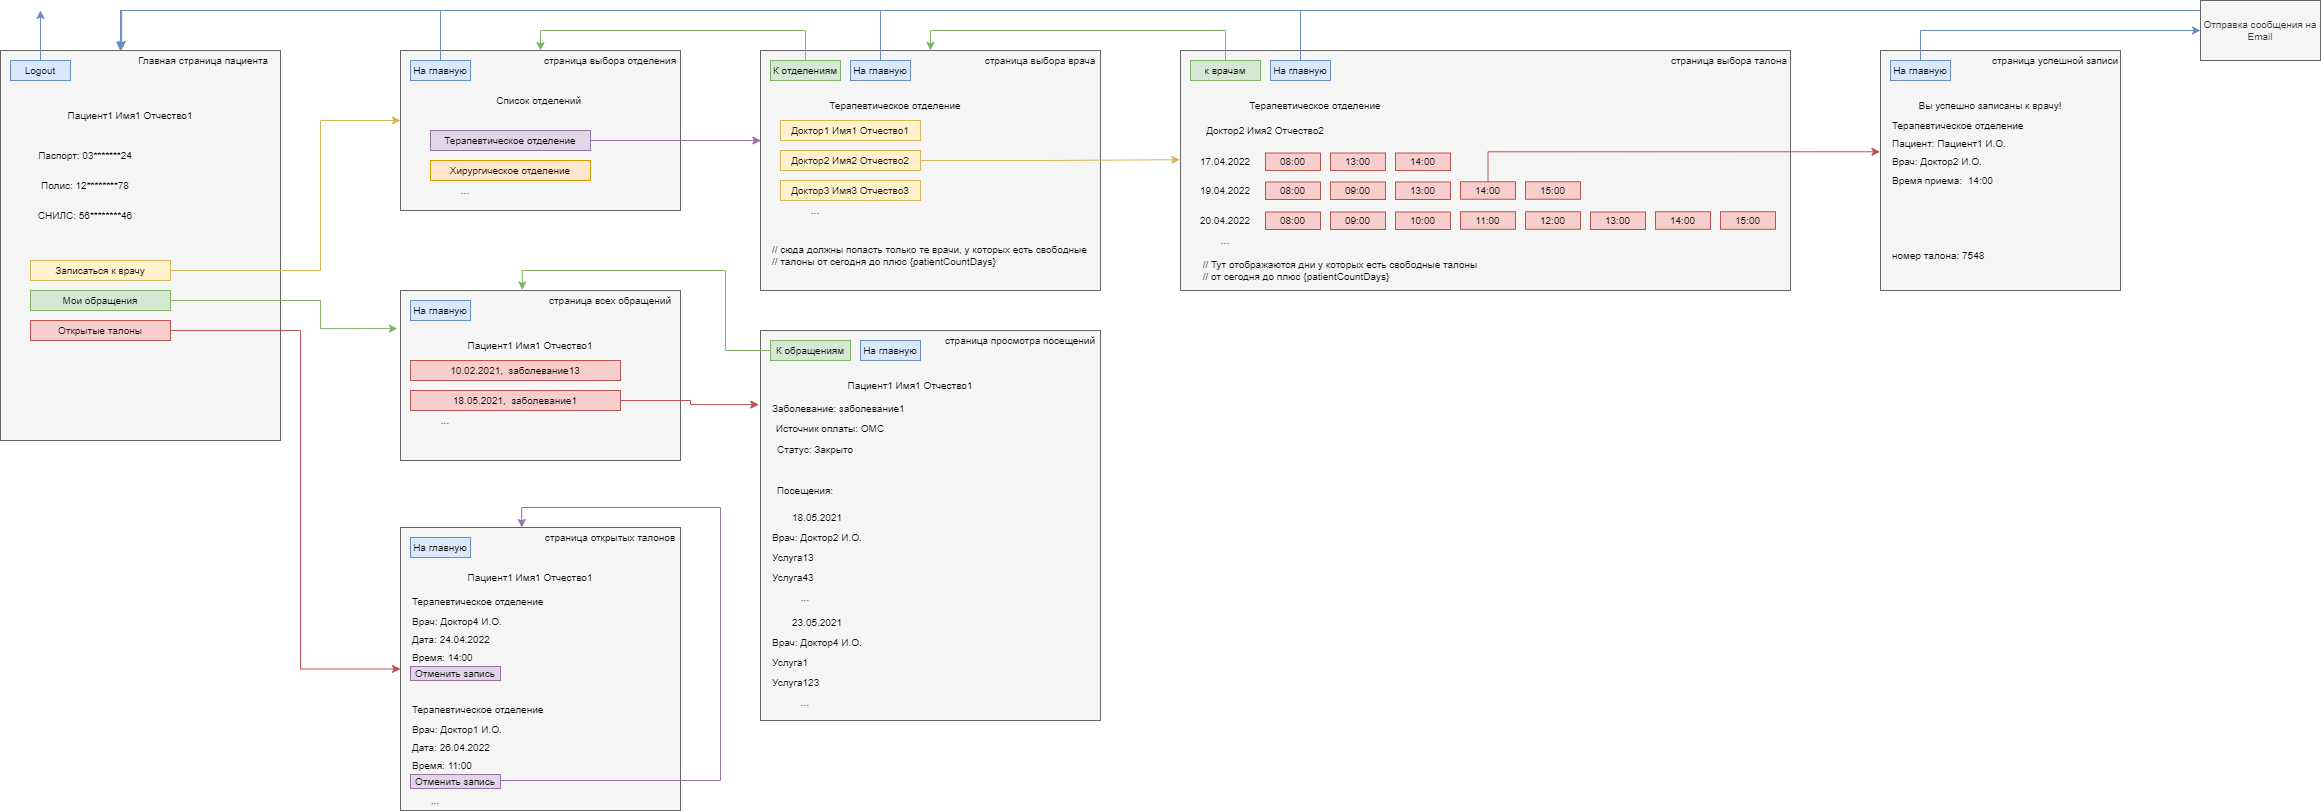 Отправка сообщения на
Email
Главная страница пациента
Logout
Пациент1 Имя1 Отчество1
Паспорт: 03*******24
Полис: 12********78
СНИЛС: 56********46
Записаться к врачу
Мои обращения
Открытые талоны
страница выбора отделения
На главную
Список отделений
Терапевтическое отделение
Хирургическое отделение
...
страница выбора врача
К отделениям
На главную
Терапевтическое отделение
Доктор1 Имя1 Отчество1
Доктор2 Имя2 Отчество2
Доктор3 Имя3 Отчество3
...
// сюда должны попасть только те врачи, у которых есть свободные
// талоны от сегодня до плюс {patientCountDays}
страница выбора талона
к врачам
На главную
Терапевтическое отделение
Доктор2 Имя2 Отчество2
17.04.2022 08:00 13:00 14:00
19.04.2022 08:00 09:00 13:00 14:00 15:00
20.04.2022 08:00 09:00 10:00 11:00 12:00 13:00 14:00 15:00
...
// Тут отображаются дни у которых есть свободные талоны
// от сегодня до плюс {patientCountDays}
страница успешной записи
На главную
Вы успешно записаны к врачу!
Терапевтическое отделение
Пациент: Пациент1 И.О.
Врач: Доктор2 И.О.
Время приема: 14:00
номер талона: 7548
страница всех обращений
На главную
Пациент1 Имя1 Отчество1
10.02.2021, заболевание13
18.05.2021, заболевание1
...
страница просмотра посещений
К обращениям
На главную
Пациент1 Имя1 Отчество1
Заболевание: заболевание1
Источник оплаты: ОМС
Статус: Закрыто
Посещения:
18.05.2021
Врач: Доктор2 И.О.
Услуга13
Услуга43
...
23.05.2021
Врач: Доктор4 И.О.
Услуга1
Услуга123
...
страница открытых талонов
На главную
Пациент1 Имя1 Отчество1
Терапевтическое отделение
Врач: Доктор4 И.О.
Дата: 24.04.2022
Время: 14:00
Отменить запись
Терапевтическое отделение
Врач: Доктор1 И.О.
Дата: 26.04.2022
Время: 11:00
Отменить запись
...